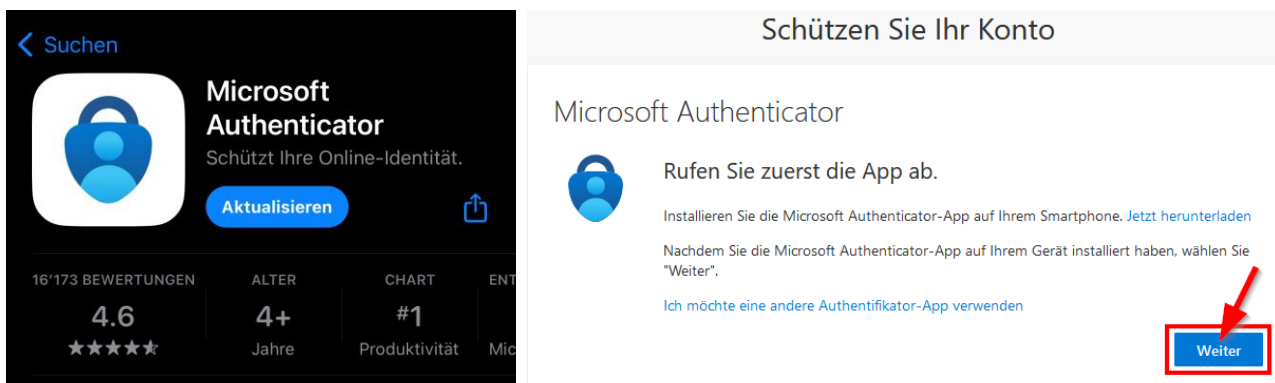 Suchen
Microsoft
Authenticator
Schützt Ihre Online-Identität.
Aktualisieren
16’173 BEWERTUNGEN
ALTER
CHART
ENT
4.6
4+
#1
Jahre
Produktivität
Mic
Schützen Sie Ihr Konto
Microsoft Authenticator
Rufen Sie zuerst die App ab.
Installieren Sie die Microsoft Authenticator-App auf Ihrem Smartphone. Jetzt herunterladen
Nachdem Sie die Microsoft Authenticator-App auf Ihrem Gerät installiert haben, wählen Sie
"Weiter".
Ich möchte eine andere Authentifikator-App verwenden
Weiter